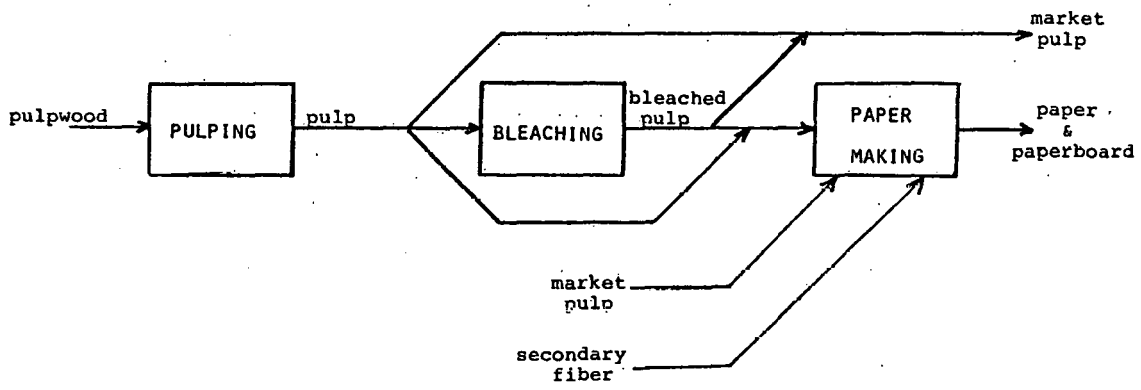 market
pulp
pulpwood
PULPING
pulp
BLEACHING
bleached
pulp
PAPER
MAKING
paper
&
paperboard
market
pulp
secondary
fiber